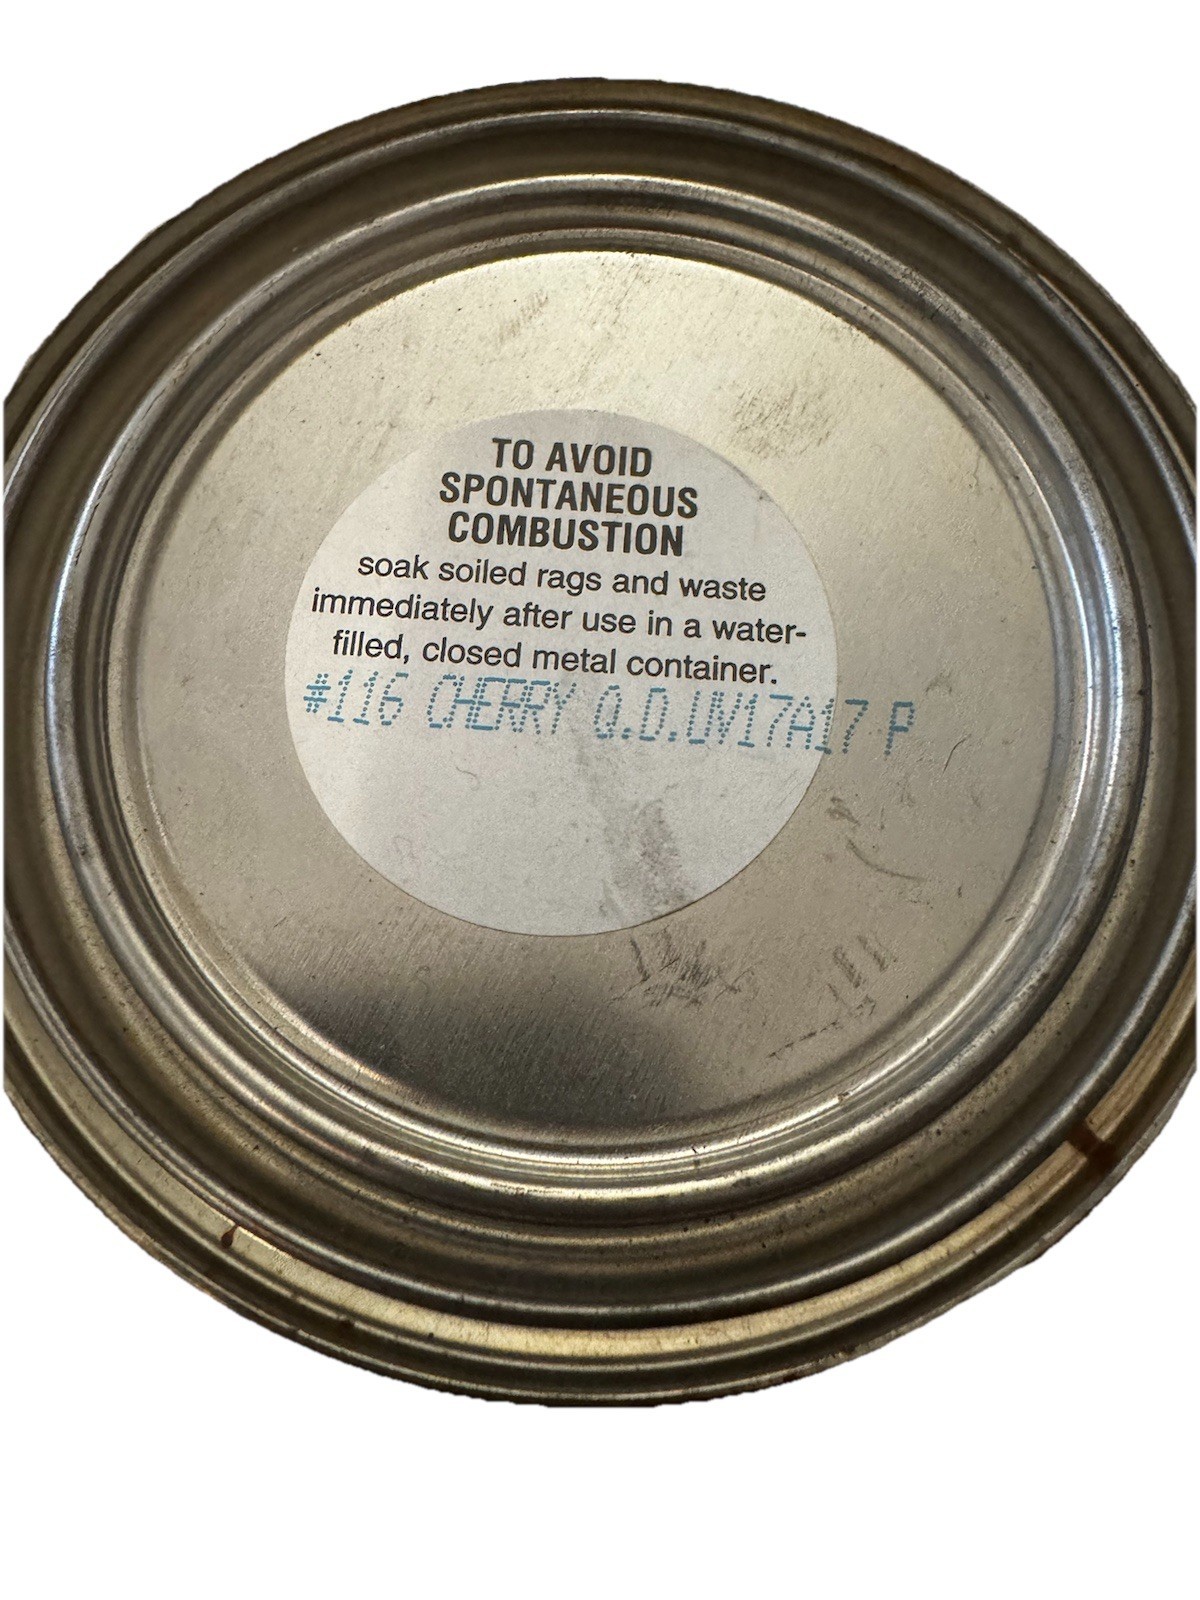 TO AVOID
SPONTANEOUS
COMBUSTION
soak soiled rags and waste
immediately after use in a water-
filled, closed metal container.
#116 CHERRY Q.D.UV17A17 P